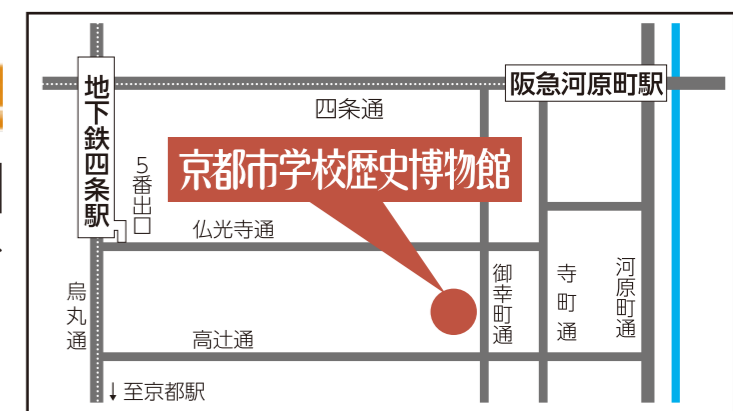 阪急河原町駅
地下鉄四条駅
四条通
5番出口
京都市学校歴史博物館
仏光寺通
御幸町通
寺町通
河原町通
烏丸通
高辻通
↓至京都駅